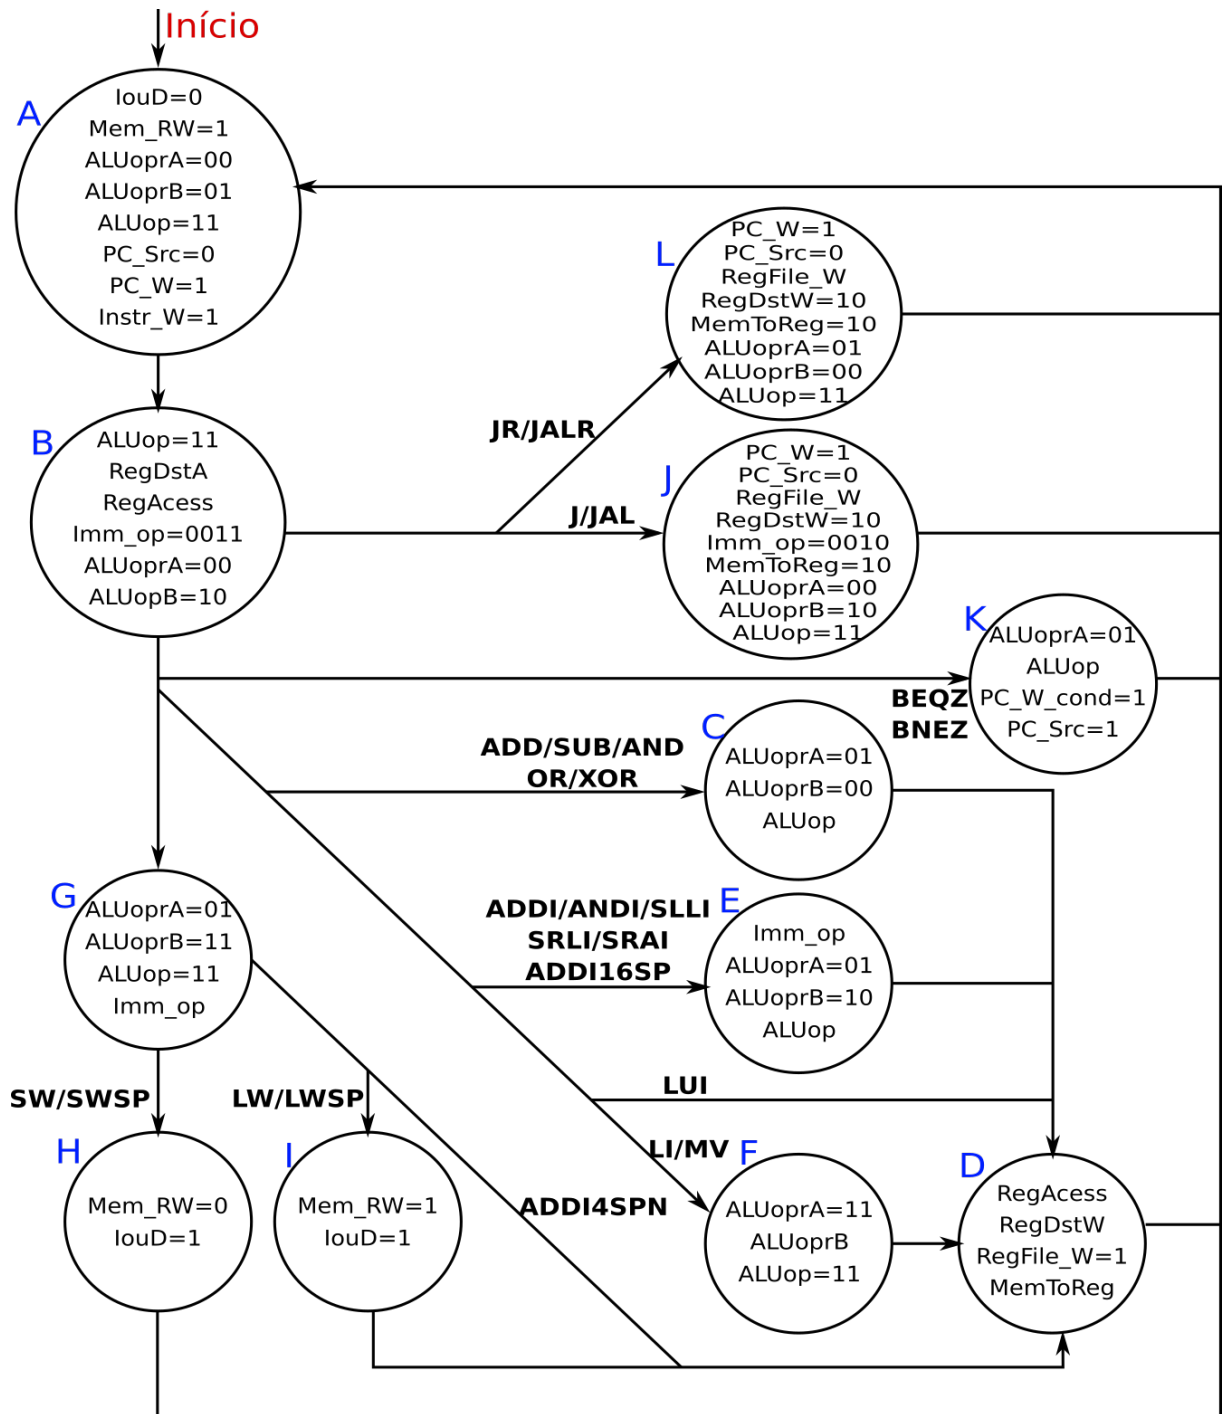 Início
A
IouD=0
Mem_RW=1
ALUoprA=00
ALUoprB=01
ALUop=11
PC_Src=0
PC_W=1
Instr_W=1
L
PC_W=1
PC_Src=0
RegFile_W
RegDstW=10
MemToReg=10
ALUoprA=01
ALUoprB=00
ALUop=11
JR/JALR
B
ALUop=11
RegDstA
RegAcess
Imm_op=0011
ALUoprA=00
ALUopB=10
J/JAL
J
PC_W=1
PC_Src=0
RegFile_W
RegDstW=10
Imm_op=0010
MemToReg=10
ALUoprA=00
ALUoprB=10
ALUop=11
K
ALUoprA=01
ALUop
PC_W_cond=1
PC_Src=1
BEQZ
BNEZ
ADD/SUB/AND
OR/XOR
C
ALUoprA=01
ALUoprB=00
ALUop
G
ALUoprA=01
ALUoprB=11
ALUop=11
Imm_op
ADDI/ANDI/SLLI
SRLI/SRAI
ADDI16SP
E
Imm_op
ALUoprA=01
ALUoprB=10
ALUop
SW/SWSP
LW/LWSP
LUI
H
Mem_RW=0
IouD=1
I
Mem_RW=1
IouD=1
LI/MV
ADDI4SPN
F
ALUoprA=11
ALUoprB
ALUop=11
D
RegAcess
RegDstW
RegFile_W=1
MemToReg